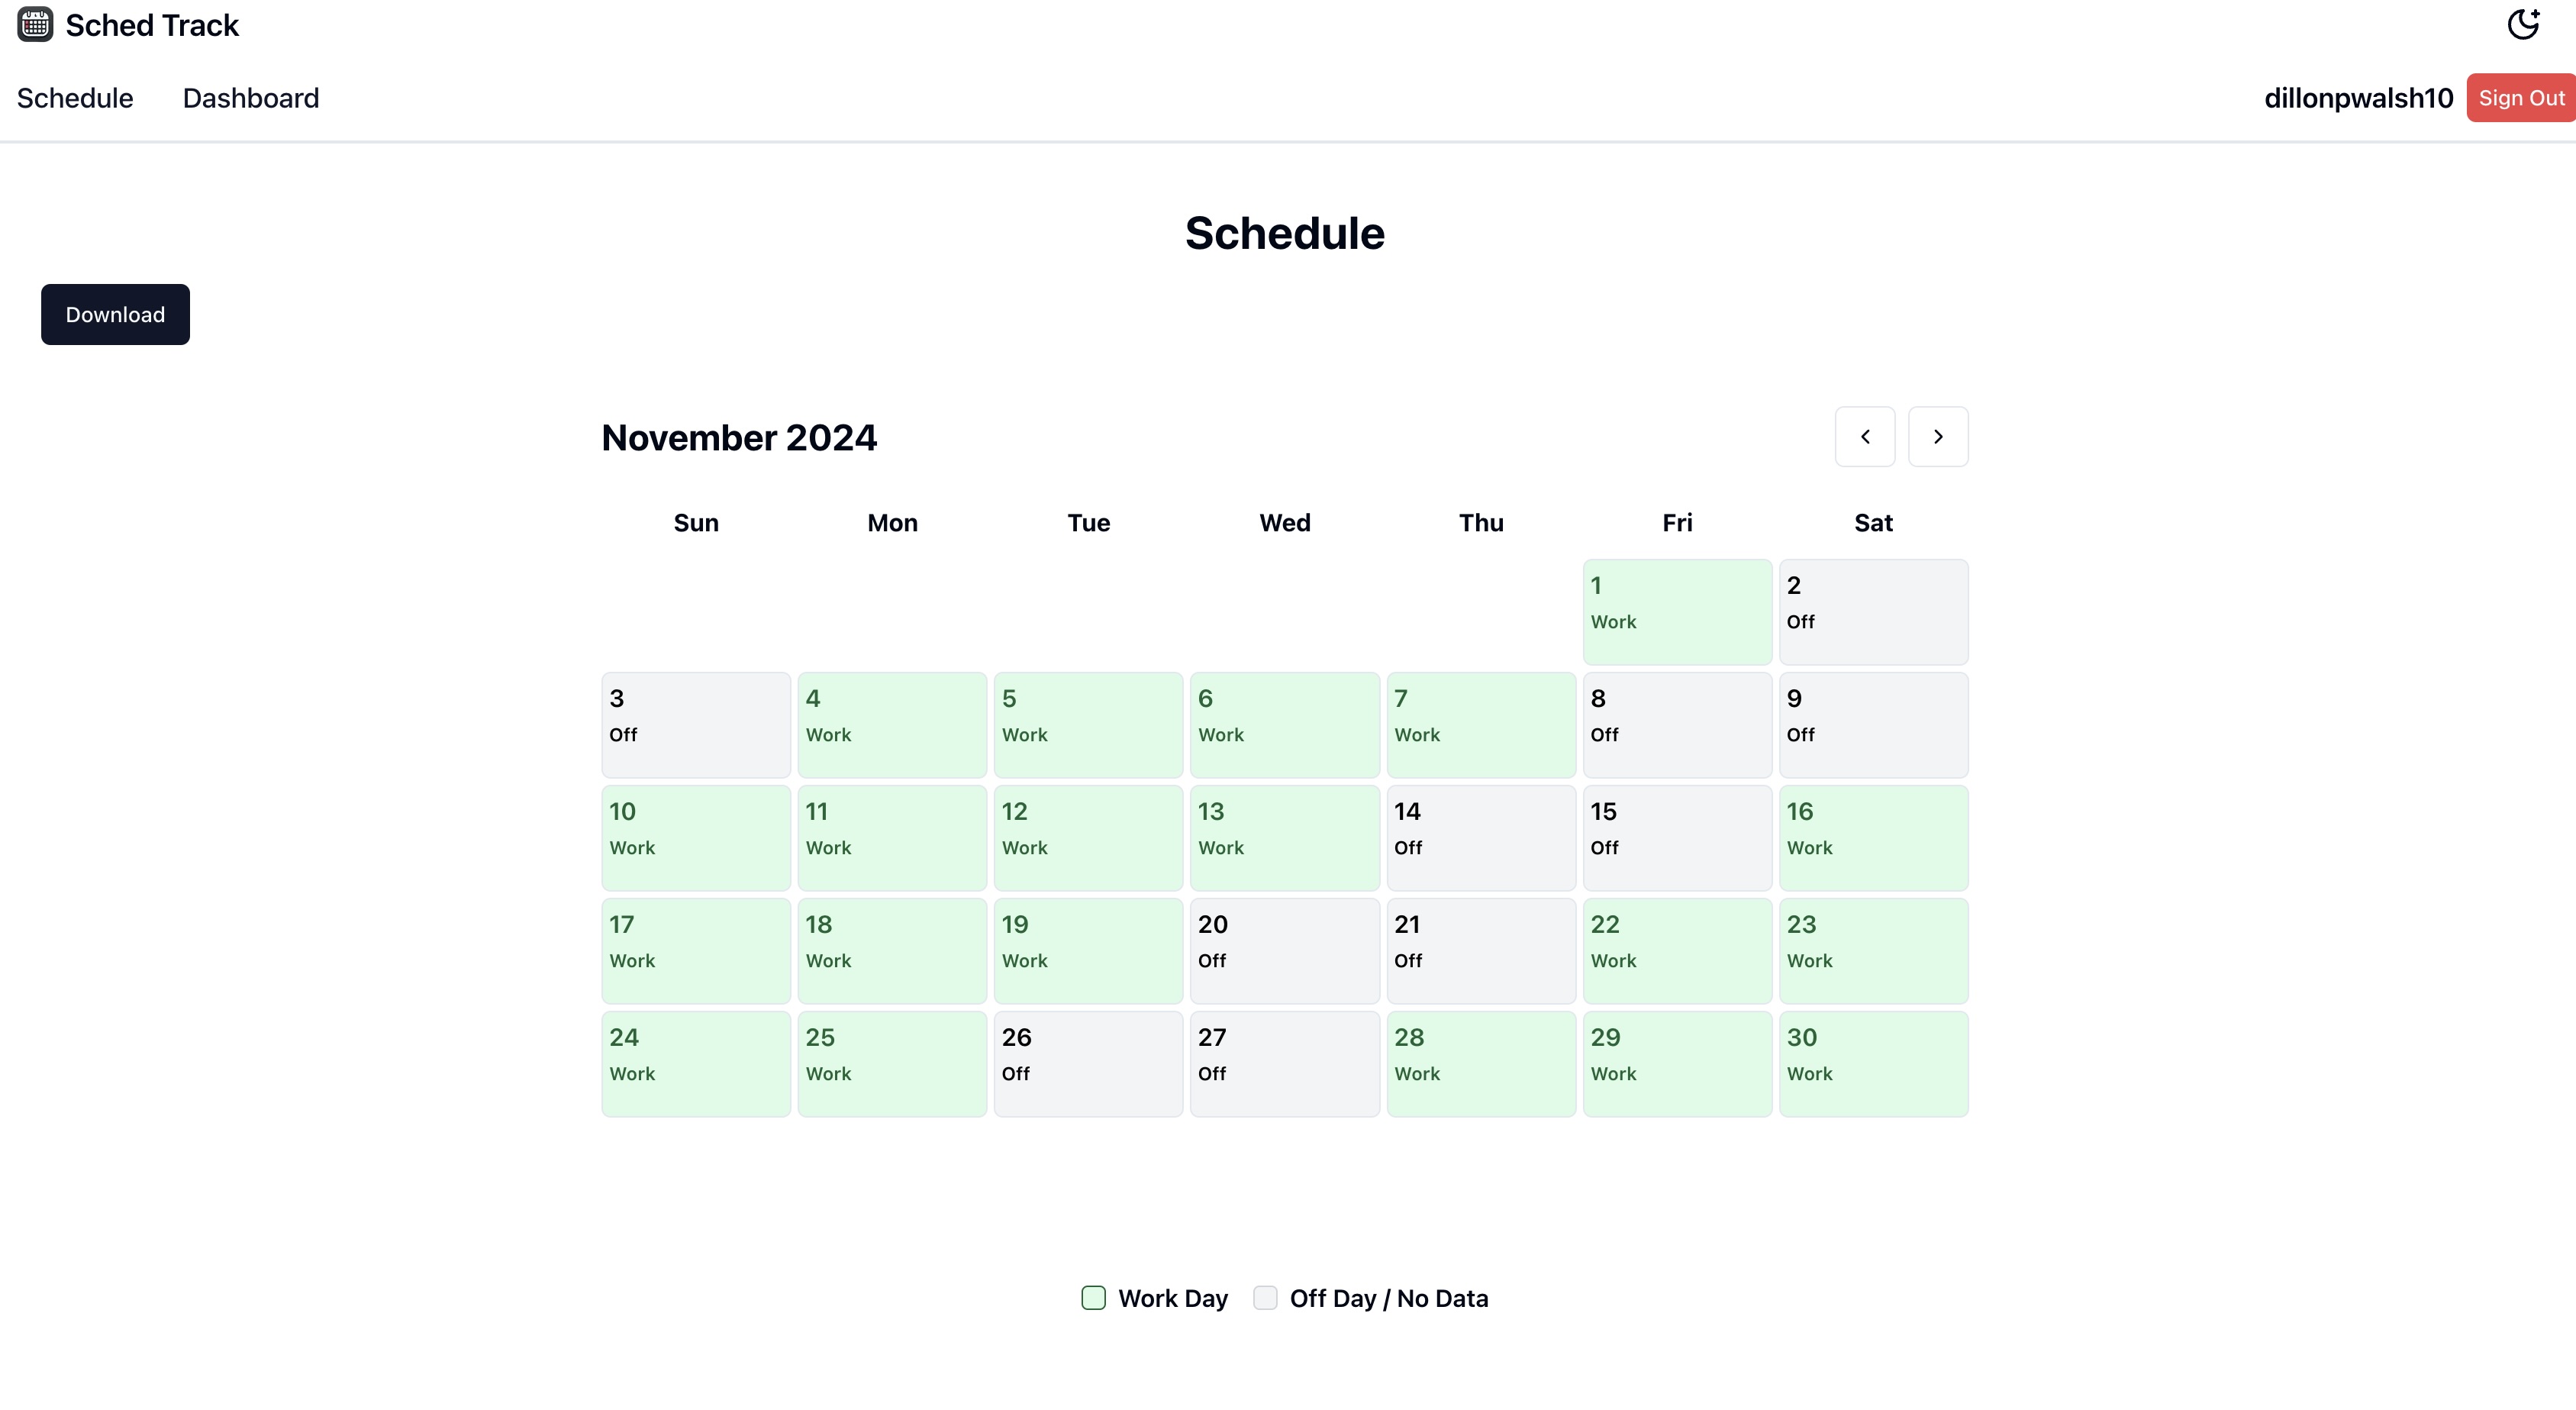 Sched Track
Schedule Dashboard dillonpwalsh10 Sign Out
Schedule
Download
November 2024
Sun Mon Tue Wed Thu Fri Sat
1 2
Work Off
3 4 5 6 7 8 9
Off Work Work Work Work Off Off
10 11 12 13 14 15 16
Work Work Work Work Off Off Work
17 18 19 20 21 22 23
Work Work Work Off Off Work Work
24 25 26 27 28 29 30
Work Work Off Off Work Work Work
Work Day Off Day / No Data